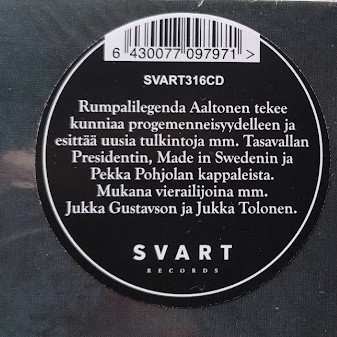 6 430077 097971 >
SVART316CD
Rumpalilegenda Aaltonen tekee
kunniaa progemenneisyydelleen ja
esittää uusia tulkintoja mm. Tasavallan
Presidentin, Made in Swedenin ja
Pekka Pohjolan kappaleista.
Mukana vierailijoina mm.
Jukka Gustavson ja Jukka Tolonen.
SVART
RECORDS